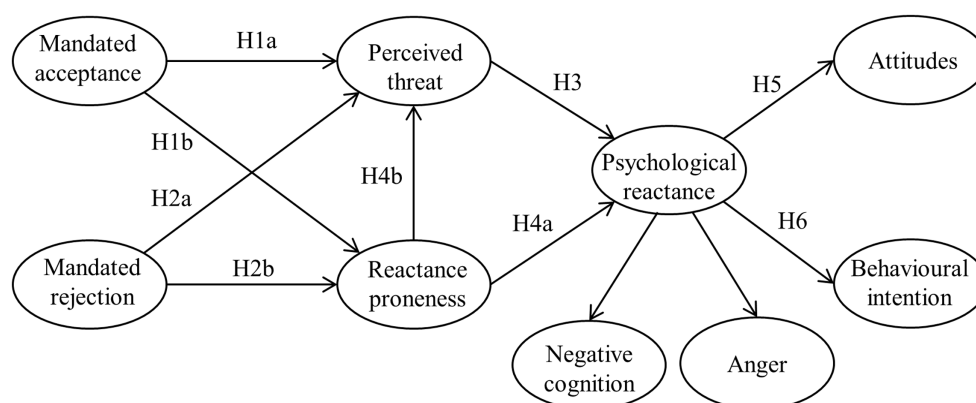 Mandated
acceptance
H1a
Perceived
threat
H3
H5
Attitudes
H1b
H2a
H4b
Psychological
reactance
Mandated
rejection
H2b
Reactance
proneness
H4a
H6
Behavioural
intention
Negative
cognition
Anger